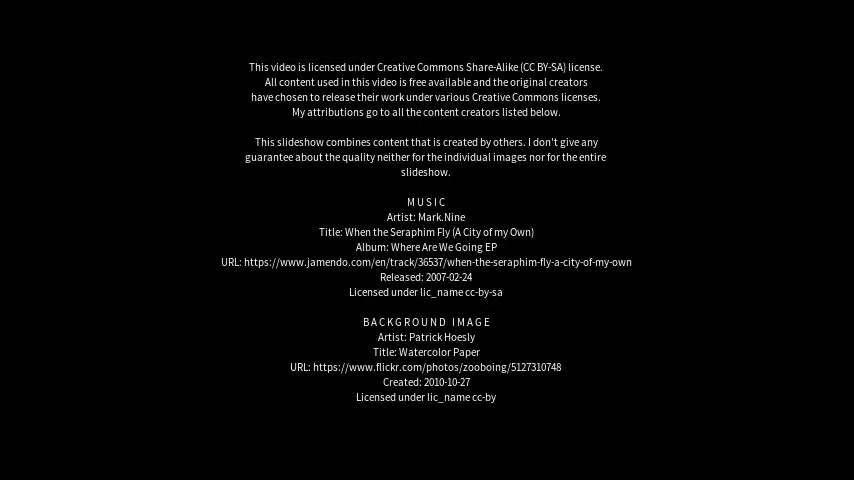 This video is licensed under Creative Commons Share-Alike (CC BY-SA) license.
All content used in this video is free available and the original creators
have chosen to release their work under various Creative Commons licenses.
My attributions go to all the content creators listed below.
This slideshow combines content that is created by others. I don't give any
guarantee about the quality neither for the individual images nor for the entire
slideshow.
MUSIC
Artist: Mark.Nine
Title: When the Seraphim Fly (A City of my Own)
Album: Where Are We Going EP
URL: https://www.jamendo.com/en/track/36537/when-the-seraphim-fly-a-city-of-my-own
Released: 2007-02-24
Licensed under lic_name cc-by-sa
BACKGROUND IMAGE
Artist: Patrick Hoesly
Title: Watercolor Paper
URL: https://www.flickr.com/photos/zooboing/5127310748
Created: 2010-10-27
Licensed under lic_name cc-by